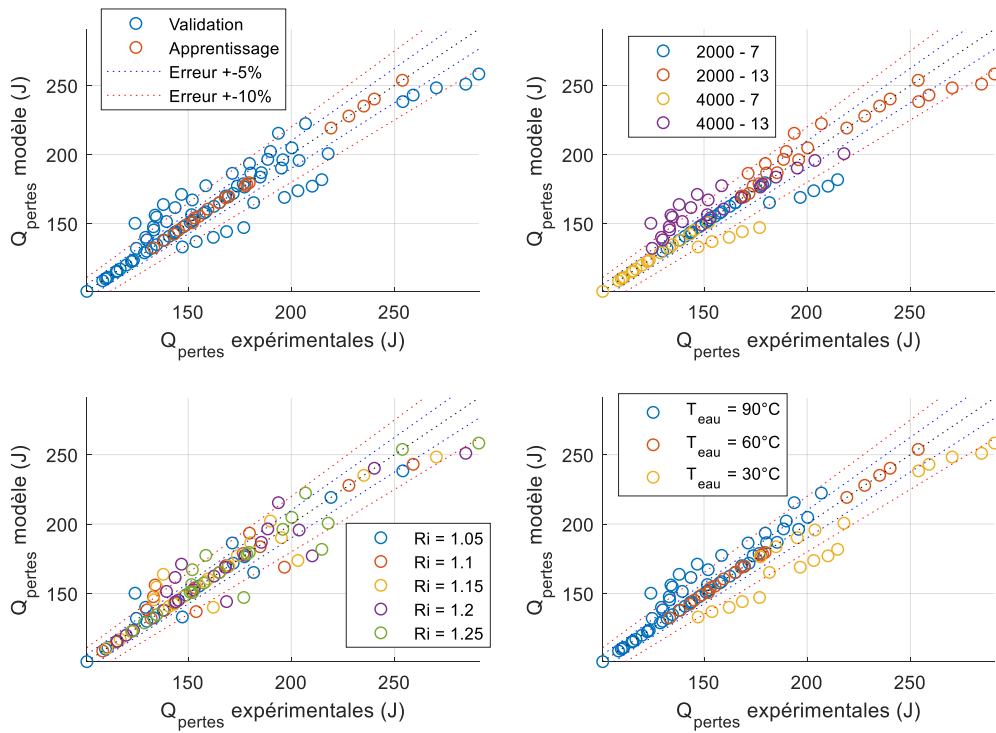 Validation
Apprentissage
Erreur +-5%
Erreur +-10%
250
200
150
150 200 250
Q_pertes modèle (J)
Q_pertes expérimentales (J)
2000 - 7
2000 - 13
4000 - 7
4000 - 13
250
200
150
150 200 250
Q_pertes modèle (J)
Q_pertes expérimentales (J)
Ri = 1.05
Ri = 1.1
Ri = 1.15
Ri = 1.2
Ri = 1.25
250
200
150
150 200 250
Q_pertes modèle (J)
Q_pertes expérimentales (J)
T_eau = 90°C
T_eau = 60°C
T_eau = 30°C
250
200
150
150 200 250
Q_pertes modèle (J)
Q_pertes expérimentales (J)